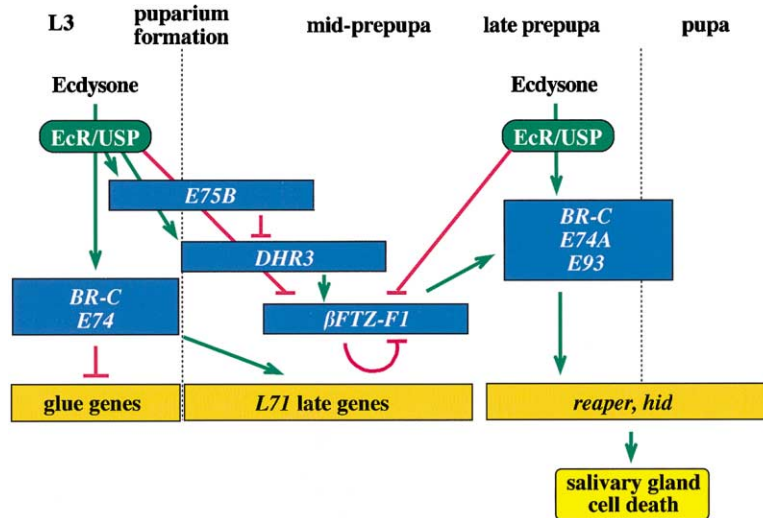 L3
puparium
formation
mid-prepupa
late prepupa
pupa
Ecdysone
Ecdysone
EcR/USP
EcR/USP
E75B
DHR3
BR-C
E74A
E93
BR-C
E74
βFTZ-F1
glue genes
L71 late genes
reaper, hid
salivary gland
cell death